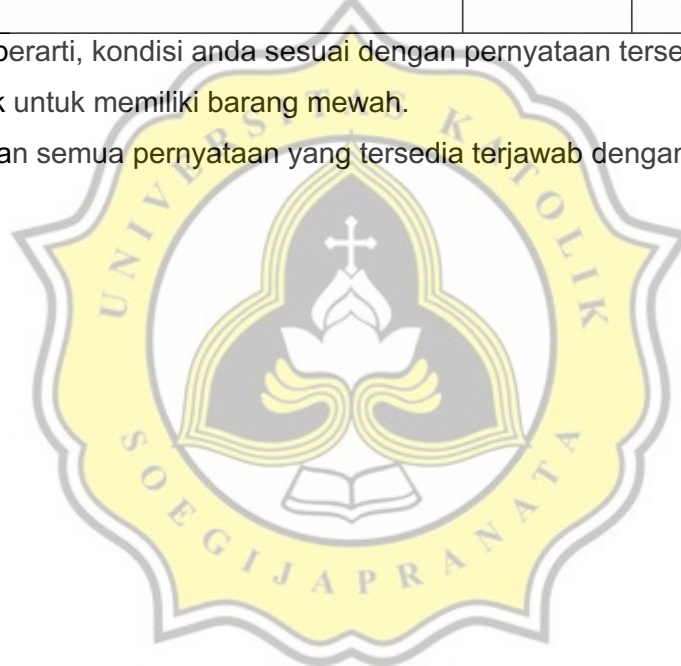 berarti, kondisi anda sesuai dengan pernyataan terse
k untuk memiliki barang mewah.
an semua pernyataan yang tersedia terjawab dengan
UNIVERSITAS KATOLIK
SOEGIJAPRANATA